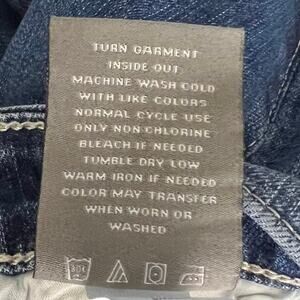 TURN GARMENT
INSIDE OUT
MACHINE WASH COLD
WITH LIKE COLORS
NORMAL CYCLE USE
ONLY NON CHLORINE
BLEACH IF NEEDED
TUMBLE DRY LOW
WARM IRON IF NEEDED
COLOR MAY TRANSFER
WHEN WORN OR
WASHED